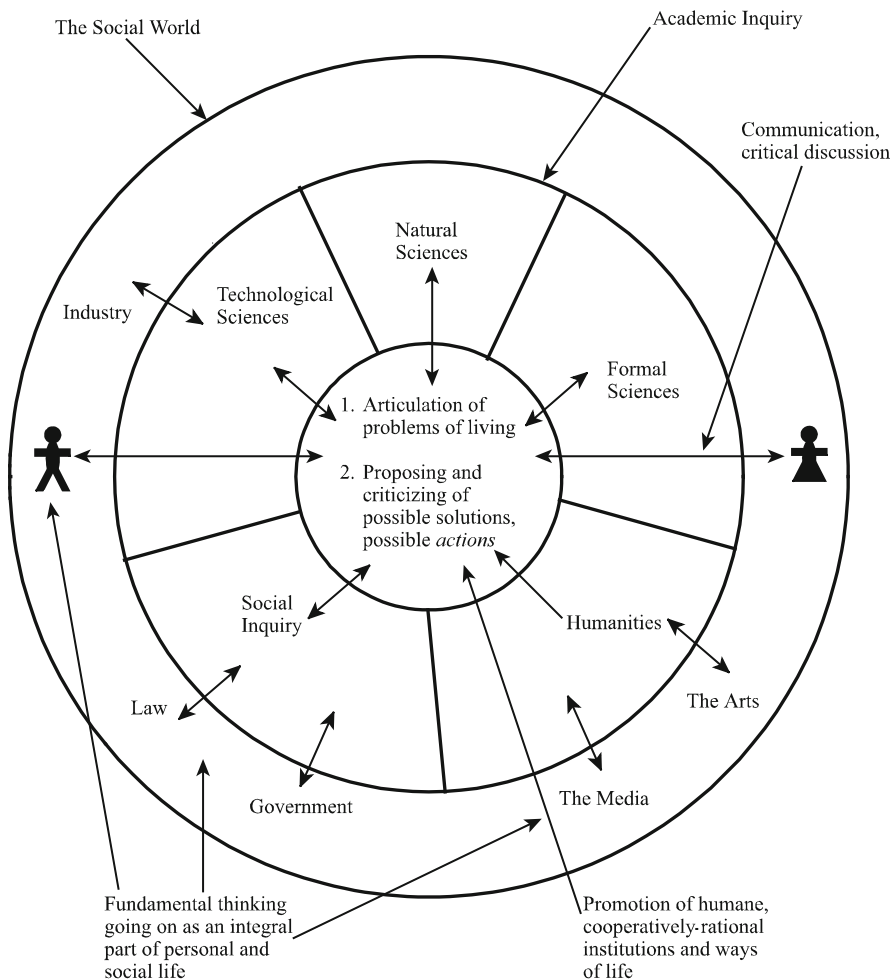 The Social World
Academic Inquiry
Communication,
critical discussion
Natural
Sciences
Technological
Sciences
Industry
Formal
Sciences
1. Articulation of
problems of living
2. Proposing and
criticizing of
possible solutions,
possible actions
Social
Inquiry
Humanities
Law
The Arts
Government
The Media
Fundamental thinking
going on as an integral
part of personal and
social life
Promotion of humane,
cooperatively-rational
institutions and ways
of life